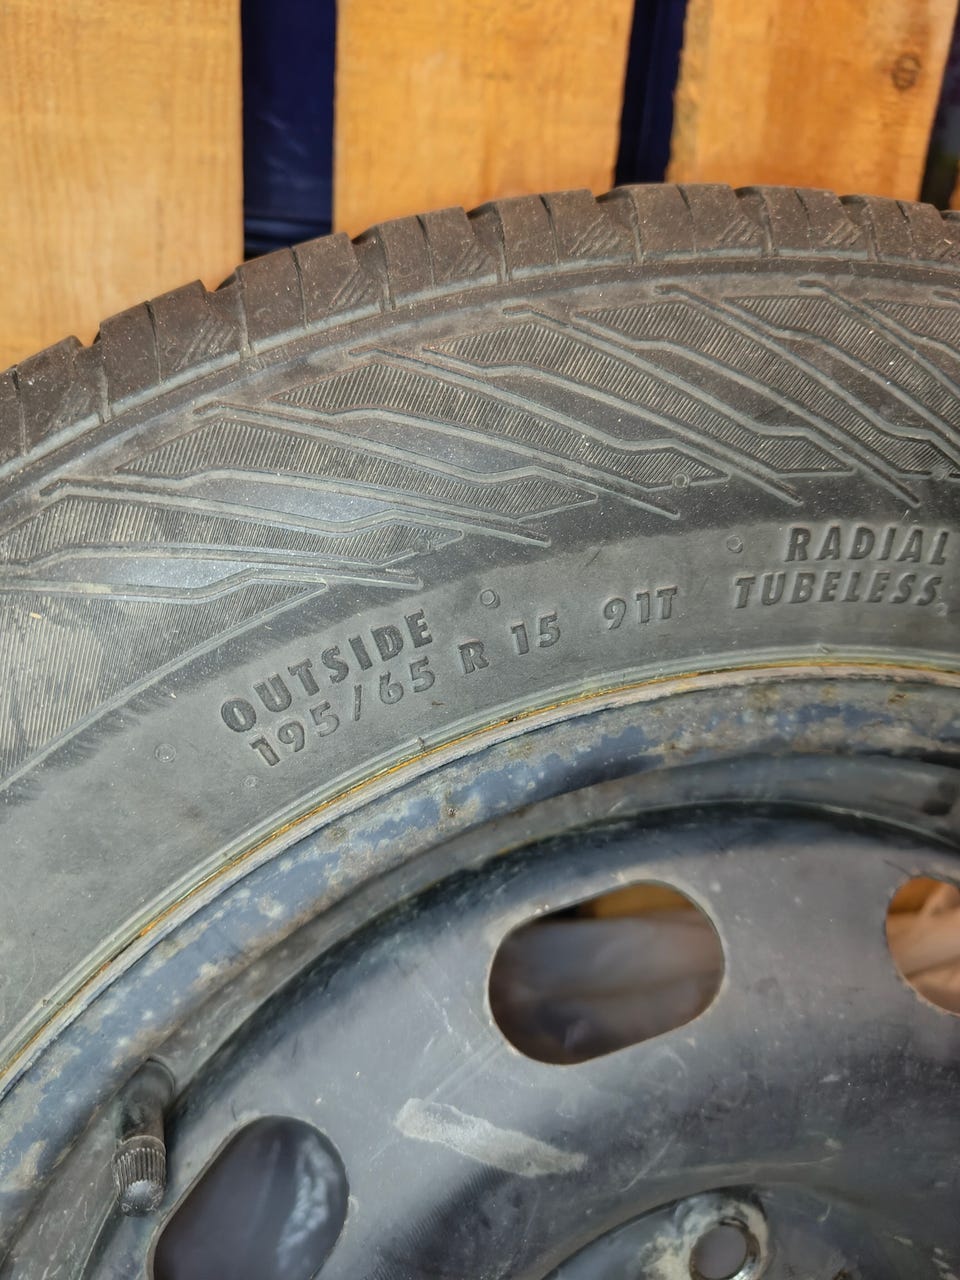 OUTSIDE
195/65 R 15 91T
RADIAL
TUBELESS